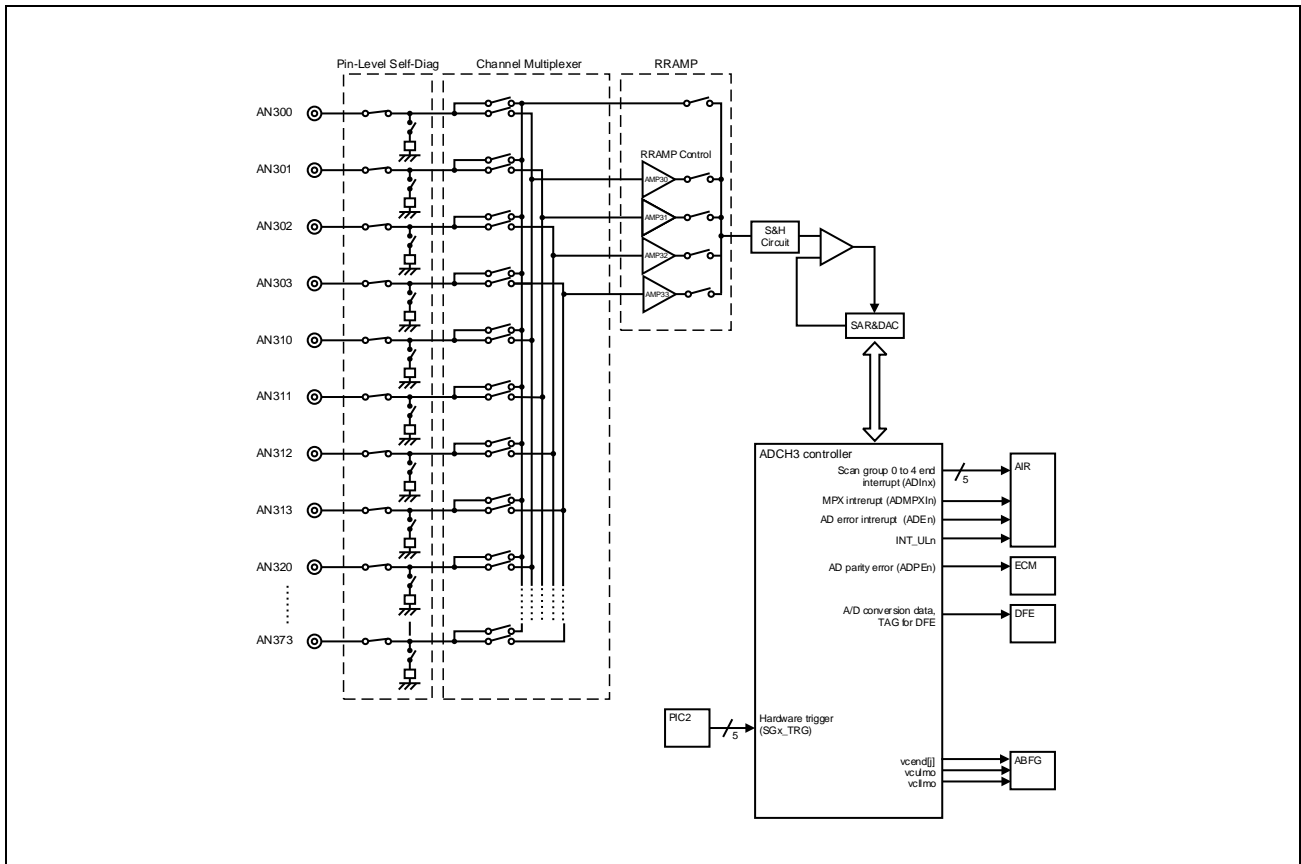 Pin-Level Self-Diag
Channel Multiplexer
RRAMP
AN300
AN301
AN302
AN303
AN310
AN311
AN312
AN313
AN320
AN373
RRAMP Control
AMP30
AMP31
AMP32
AMP33
S&H
Circuit
SAR&DAC
ADCH3 controller
Scan group 0 to 4 end
interrupt (ADInx)
5
AIR
MPX intrerupt (ADMPXIn)
AD error intrerupt (ADEn)
INT_ULn
AD parity error (ADPEn)
ECM
A/D conversion data,
TAG for DFE
DFE
PIC2
5
Hardware trigger
(SGx_TRG)
vcend[j]
vculmo
vcllmo
ABFG